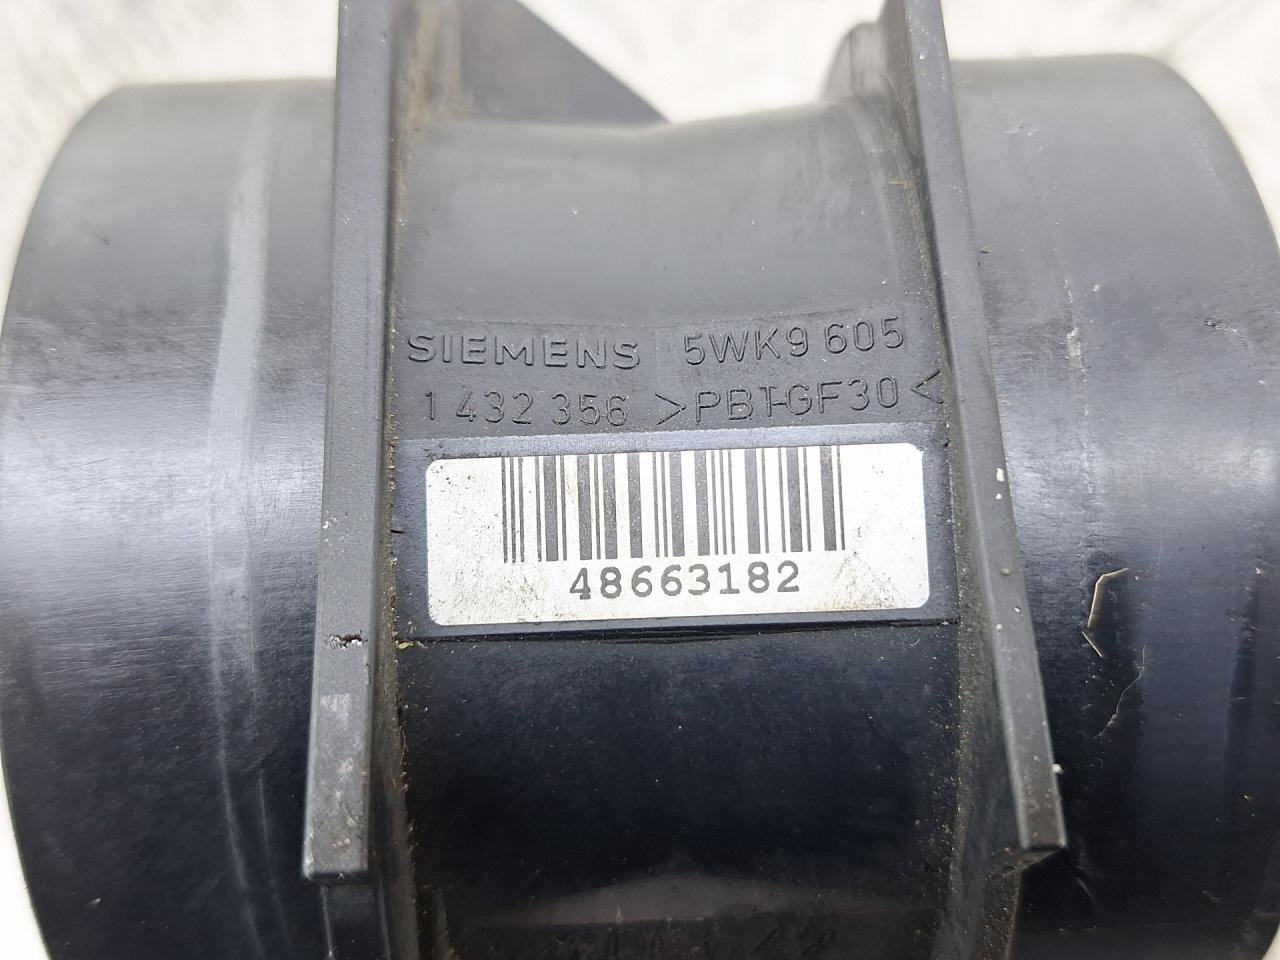 SIEMENS 5WK9 605
1 432 356 >PBT-GF30<
48663182